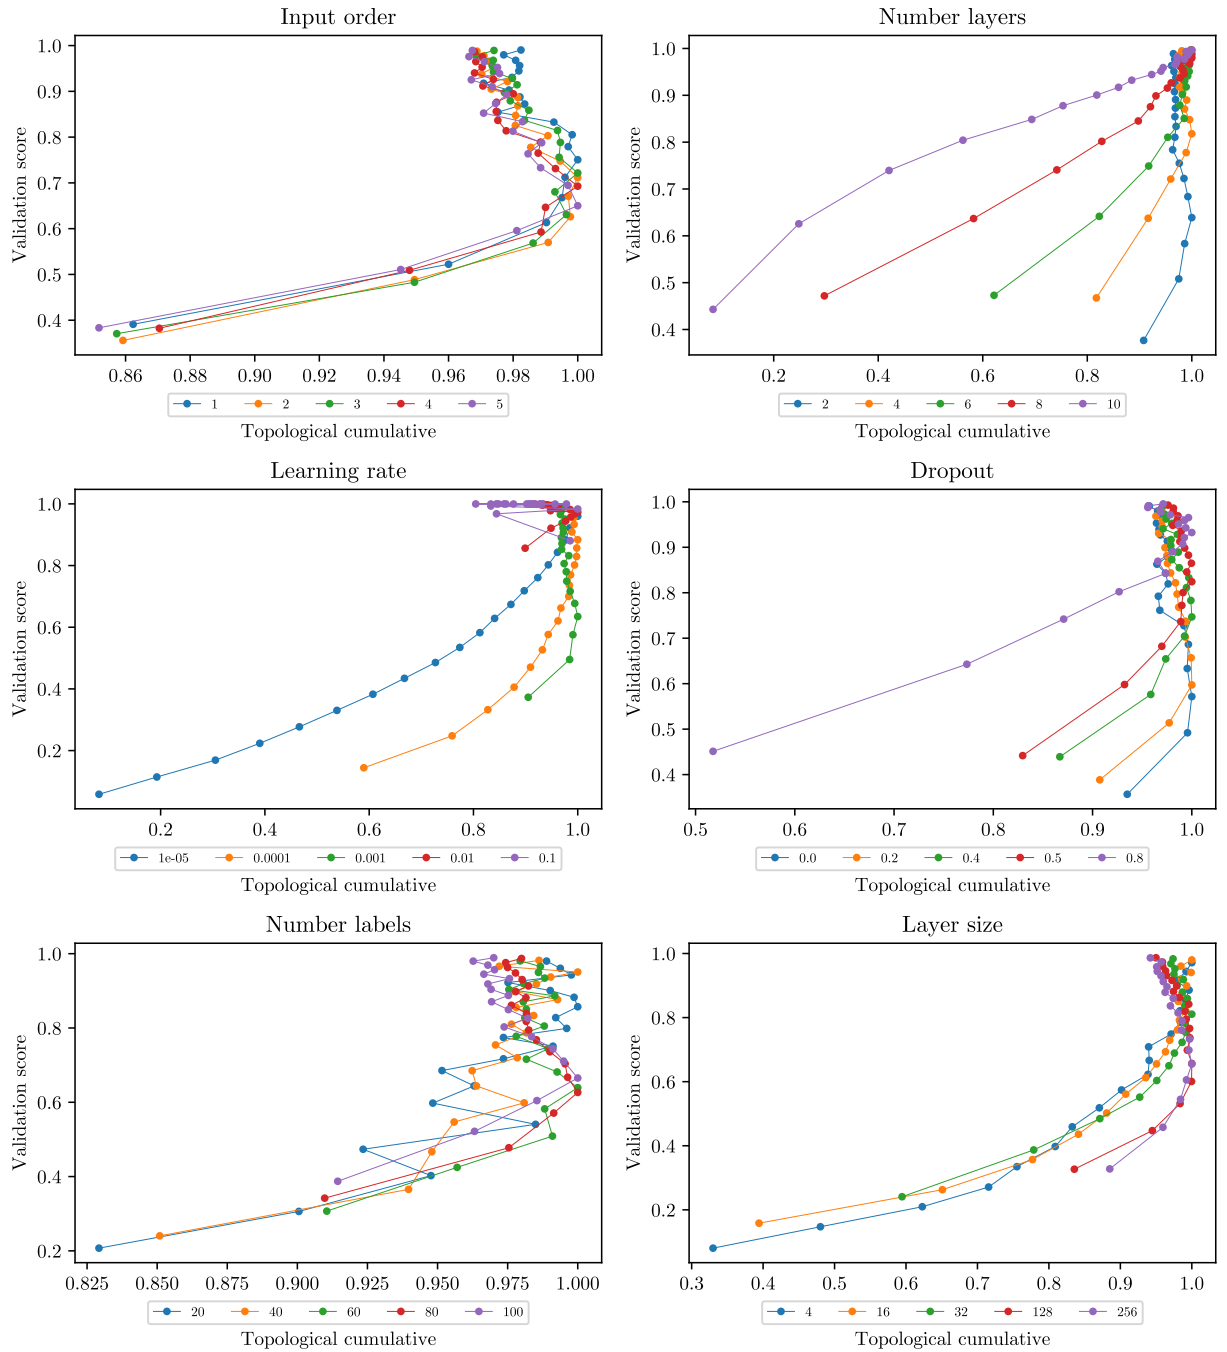 Input order
Validation score
1.0
0.9
0.8
0.7
0.6
0.5
0.4
0.86 0.88 0.90 0.92 0.94 0.96 0.98 1.00
1 2 3 4 5
Topological cumulative
Number layers
Validation score
1.0
0.9
0.8
0.7
0.6
0.5
0.4
0.2 0.4 0.6 0.8 1.0
2 4 6 8 10
Topological cumulative
Learning rate
Validation score
1.0
0.8
0.6
0.4
0.2
0.2 0.4 0.6 0.8 1.0
1e-05 0.0001 0.001 0.01 0.1
Topological cumulative
Dropout
Validation score
1.0
0.9
0.8
0.7
0.6
0.5
0.4
0.5 0.6 0.7 0.8 0.9 1.0
0.0 0.2 0.4 0.5 0.8
Topological cumulative
Number labels
Validation score
1.0
0.8
0.6
0.4
0.2
0.825 0.850 0.875 0.900 0.925 0.950 0.975 1.000
20 40 60 80 100
Topological cumulative
Layer size
Validation score
1.0
0.8
0.6
0.4
0.2
0.3 0.4 0.5 0.6 0.7 0.8 0.9 1.0
4 16 32 128 256
Topological cumulative